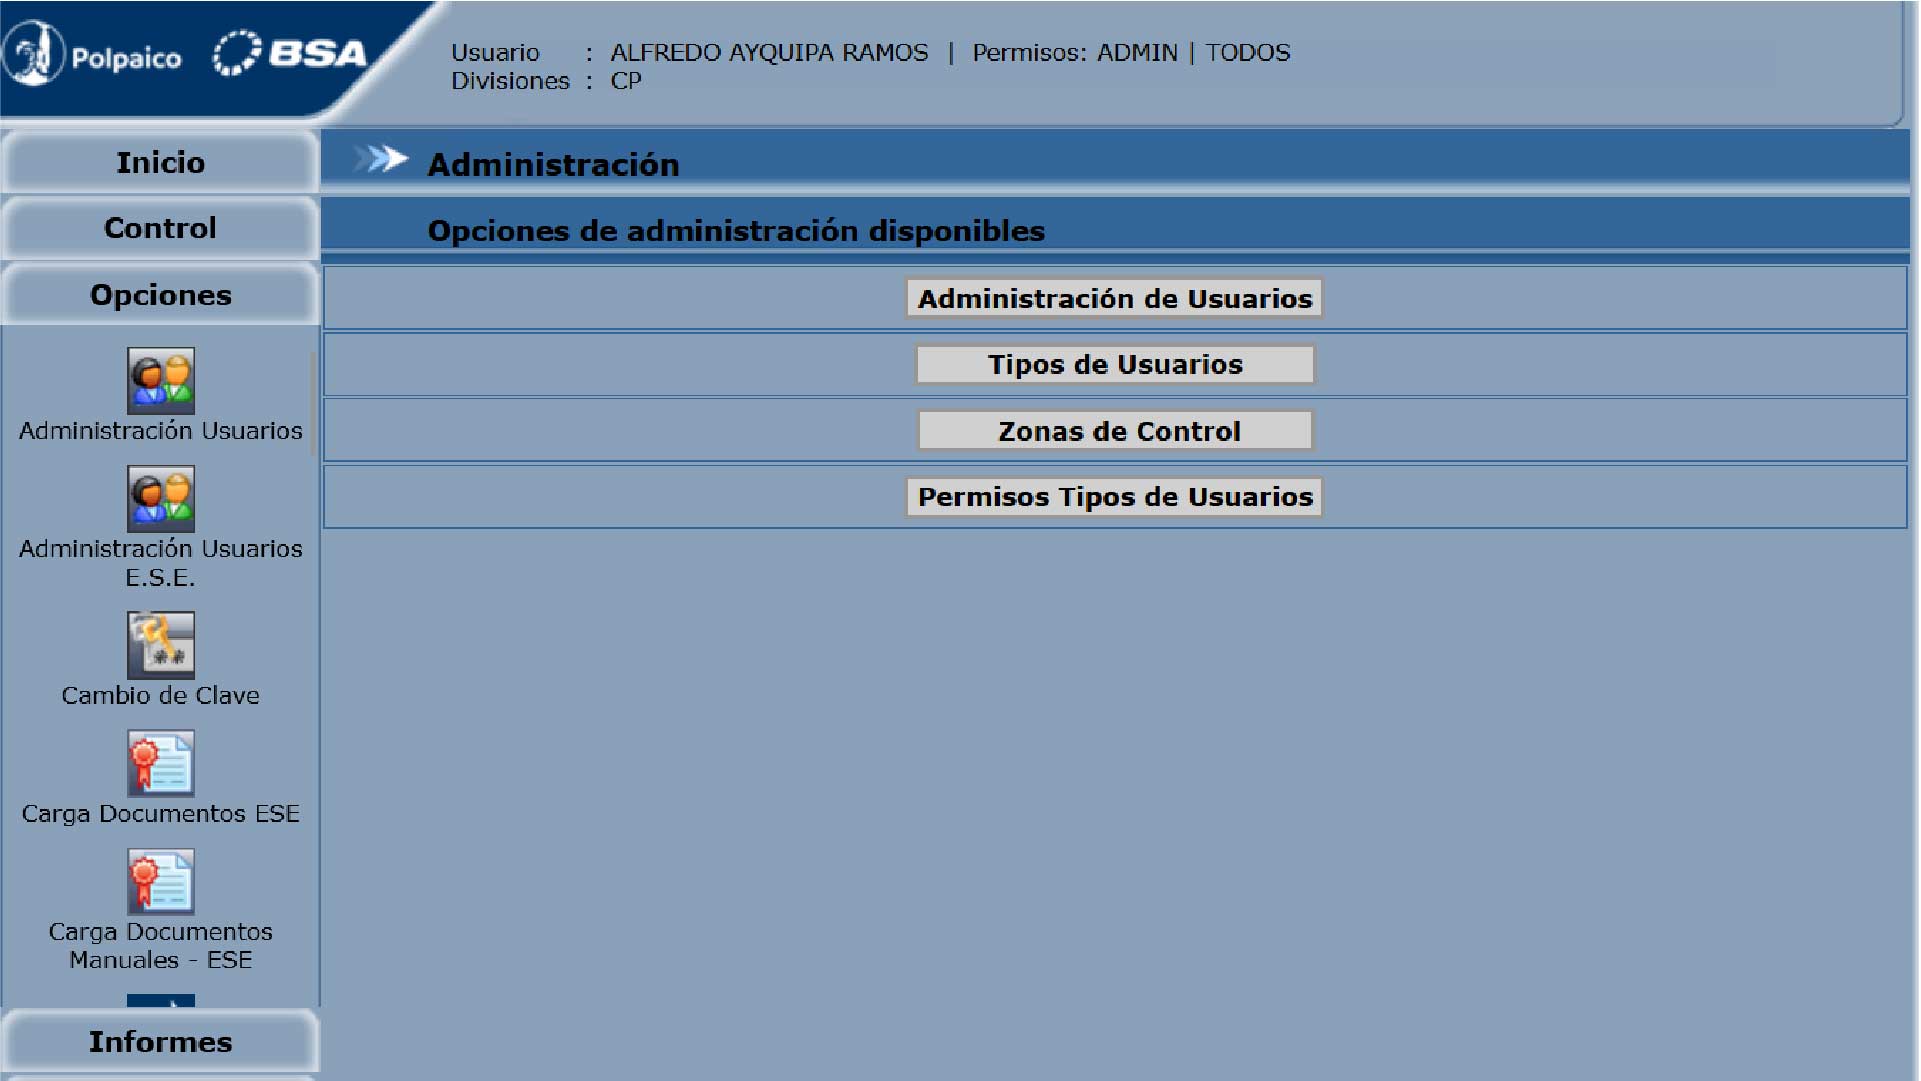 Polpaico BSA
Usuario : ALFREDO AYQUIPA RAMOS | Permisos: ADMIN | TODOS
Divisiones : CP
Inicio
Administración
Control
Opciones de administración disponibles
Opciones
Administración de Usuarios
Tipos de Usuarios
Zonas de Control
Permisos Tipos de Usuarios
Administración Usuarios
Administración Usuarios
E.S.E.
Cambio de Clave
Carga Documentos ESE
Carga Documentos
Manuales - ESE
Informes